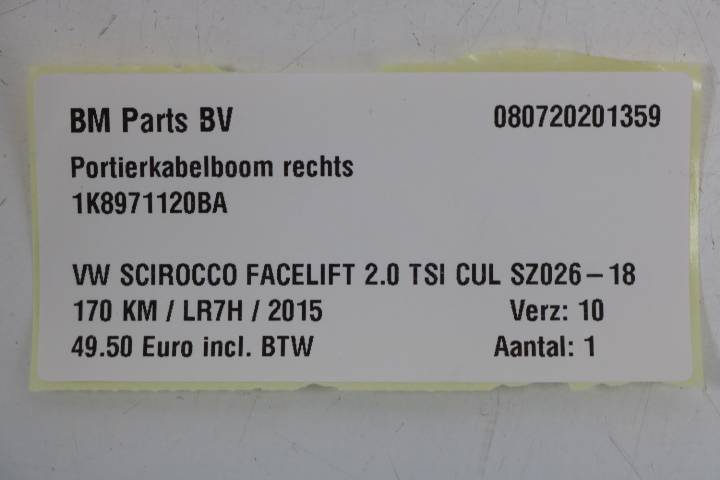 BM Parts BV 080720201359
Portierkabelboom rechts
1K8971120BA
VW SCIROCCO FACELIFT 2.0 TSI CUL SZ026-18
170 KM / LR7H / 2015 Verz: 10
49.50 Euro incl. BTW Aantal: 1